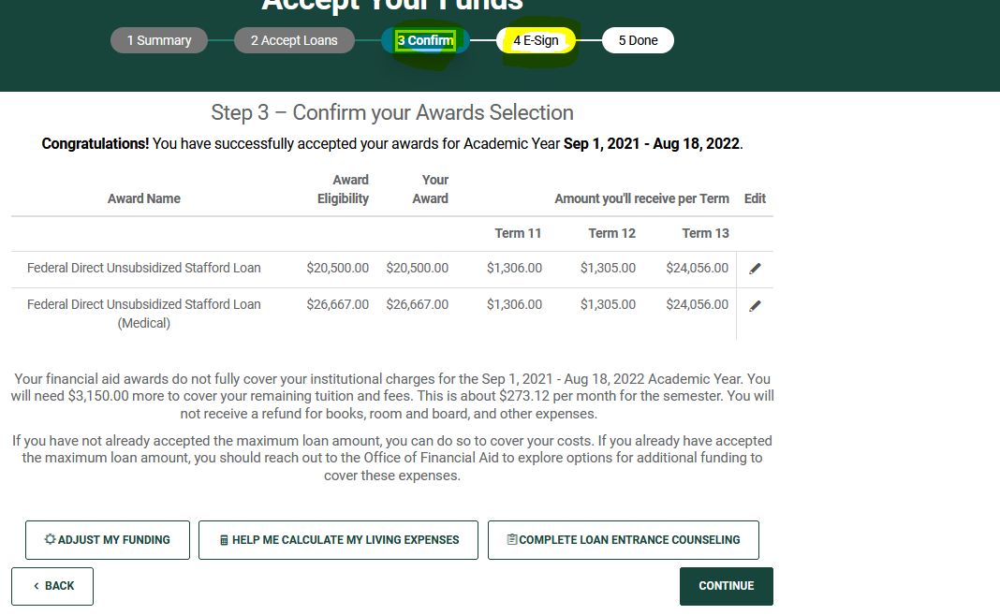 Accept Your Funds
1 Summary 2 Accept Loans 3 Confirm 4 E-Sign 5 Done
Step 3 – Confirm your Awards Selection
Congratulations! You have successfully accepted your awards for Academic Year Sep 1, 2021 - Aug 18, 2022.
Award Name Award Eligibility Your Award Amount you'll receive per Term Edit
Term 11 Term 12 Term 13
Federal Direct Unsubsidized Stafford Loan $20,500.00 $20,500.00 $1,306.00 $1,305.00 $24,056.00
Federal Direct Unsubsidized Stafford Loan $26,667.00 $26,667.00 $1,306.00 $1,305.00 $24,056.00
(Medical)
Your financial aid awards do not fully cover your institutional charges for the Sep 1, 2021 - Aug 18, 2022 Academic Year. You
will need $3,150.00 more to cover your remaining tuition and fees. This is about $273.12 per month for the semester. You will
not receive a refund for books, room and board, and other expenses.
If you have not already accepted the maximum loan amount, you can do so to cover your costs. If you already have accepted
the maximum loan amount, you should reach out to the Office of Financial Aid to explore options for additional funding to
cover these expenses.
ADJUST MY FUNDING HELP ME CALCULATE MY LIVING EXPENSES COMPLETE LOAN ENTRANCE COUNSELING
‹ BACK CONTINUE